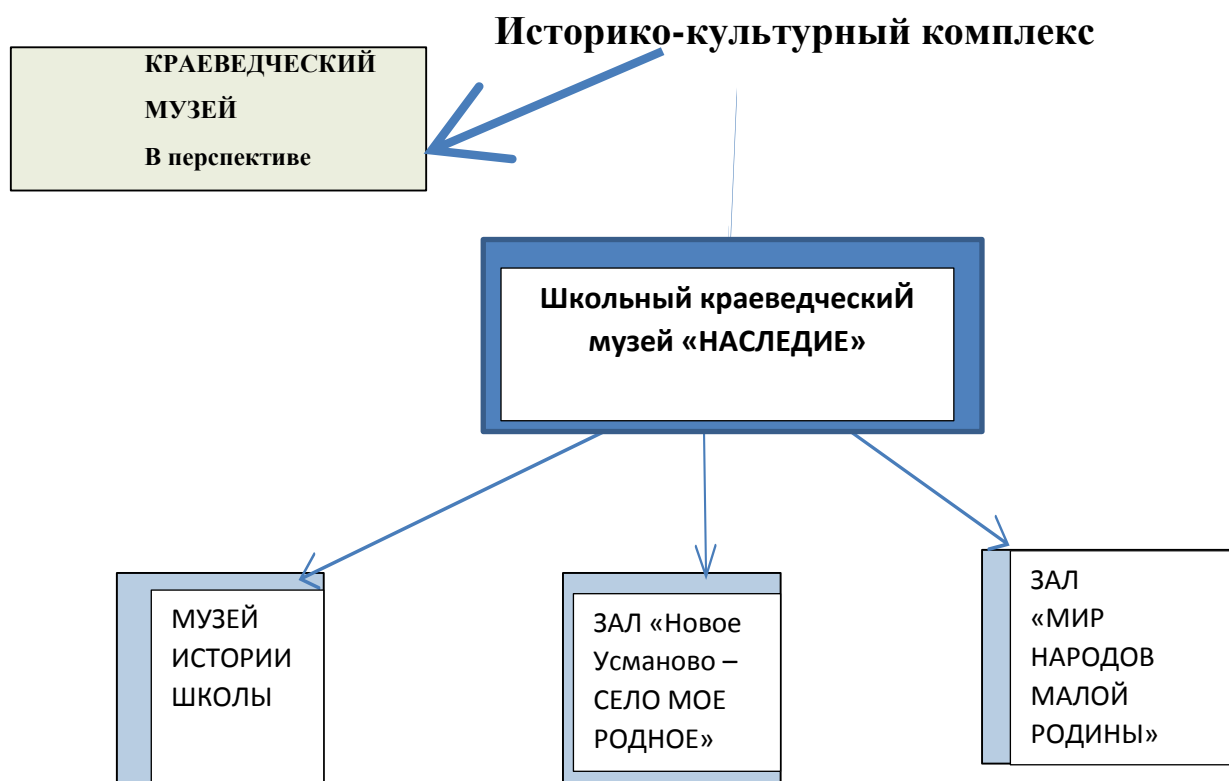 Историко-культурный комплекс
КРАЕВЕДЧЕСКИЙ
МУЗЕЙ
В перспективе
Школьный краеведческиЙ
музей «НАСЛЕДИЕ»
МУЗЕЙ
ИСТОРИИ
ШКОЛЫ
ЗАЛ «Новое
Усманово –
СЕЛО МОЕ
РОДНОЕ»
ЗАЛ
«МИР
НАРОДОВ
МАЛОЙ
РОДИНЫ»